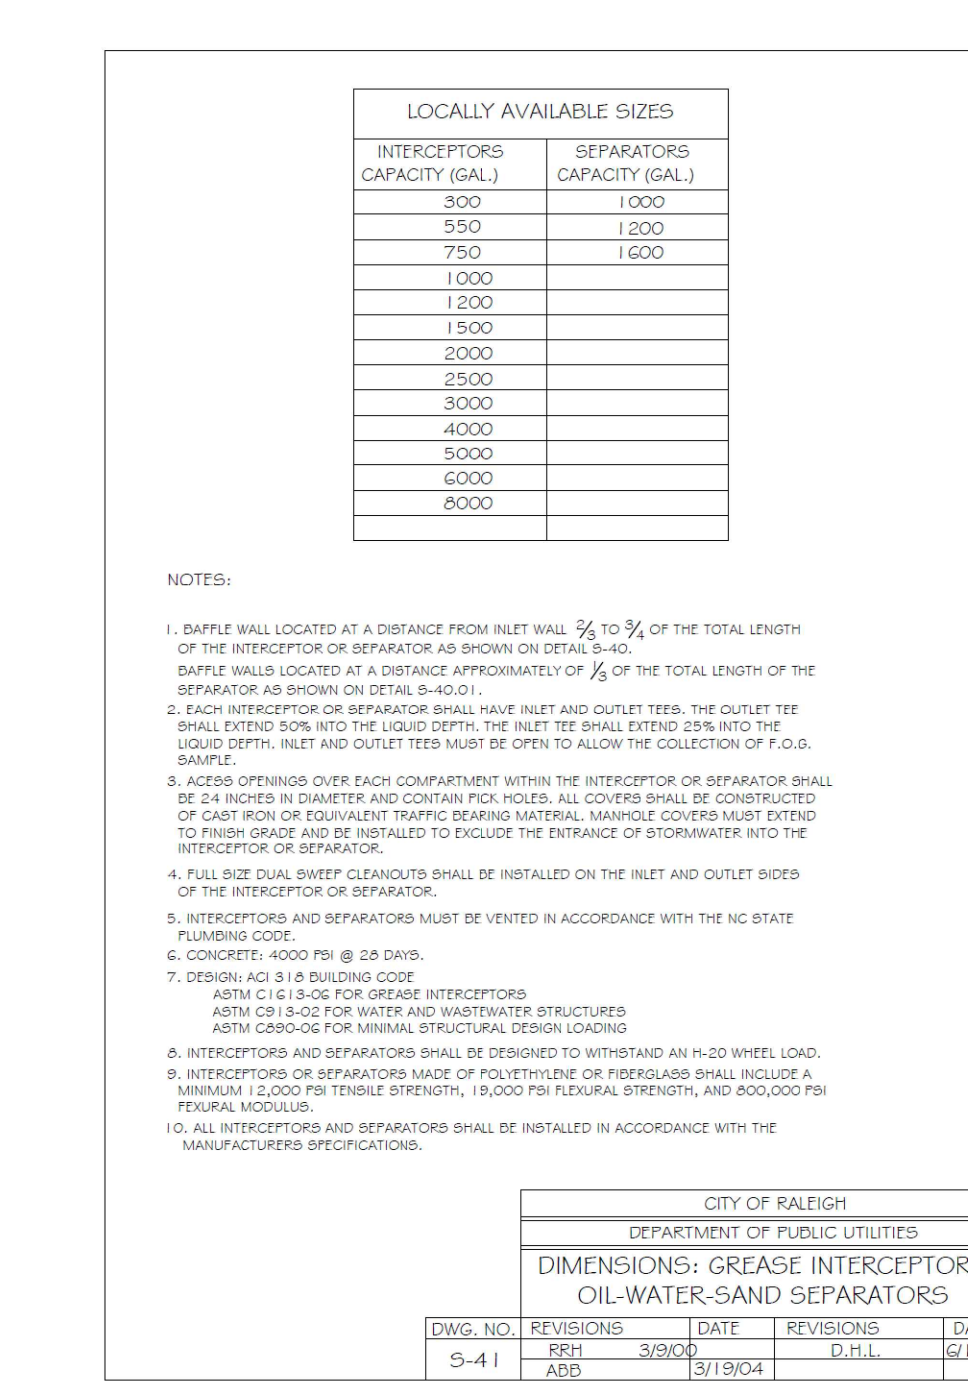 LOCALLY AVAILABLE SIZES
INTERCEPTORS SEPARATORS
CAPACITY (GAL.) CAPACITY (GAL.)
300 1000
550 1200
750 1600
1000
1200
1500
2000
2500
3000
4000
5000
6000
8000
NOTES:
1. BAFFLE WALL LOCATED AT A DISTANCE FROM INLET WALL 2/3 TO 3/4 OF THE TOTAL LENGTH
OF THE INTERCEPTOR OR SEPARATOR AS SHOWN ON DETAIL S-40.
BAFFLE WALLS LOCATED AT A DISTANCE APPROXIMATELY OF 1/3 OF THE TOTAL LENGTH OF THE
SEPARATOR AS SHOWN ON DETAIL S-40.01.
2. EACH INTERCEPTOR OR SEPARATOR SHALL HAVE INLET AND OUTLET TEES. THE OUTLET TEE
SHALL EXTEND 50% INTO THE LIQUID DEPTH. THE INLET TEE SHALL EXTEND 25% INTO THE
LIQUID DEPTH. INLET AND OUTLET TEES MUST BE OPEN TO ALLOW THE COLLECTION OF F.O.G.
SAMPLE.
3. ACESS OPENINGS OVER EACH COMPARTMENT WITHIN THE INTERCEPTOR OR SEPARATOR SHALL
BE 24 INCHES IN DIAMETER AND CONTAIN PICK HOLES. ALL COVERS SHALL BE CONSTRUCTED
OF CAST IRON OR EQUIVALENT TRAFFIC BEARING MATERIAL. MANHOLE COVERS MUST EXTEND
TO FINISH GRADE AND BE INSTALLED TO EXCLUDE THE ENTRANCE OF STORMWATER INTO THE
INTERCEPTOR OR SEPARATOR.
4. FULL SIZE DUAL SWEEP CLEANOUTS SHALL BE INSTALLED ON THE INLET AND OUTLET SIDES
OF THE INTERCEPTOR OR SEPARATOR.
5. INTERCEPTORS AND SEPARATORS MUST BE VENTED IN ACCORDANCE WITH THE NC STATE
PLUMBING CODE.
6. CONCRETE: 4000 PSI @ 28 DAYS.
7. DESIGN: ACI 318 BUILDING CODE
ASTM C1613-06 FOR GREASE INTERCEPTORS
ASTM C913-02 FOR WATER AND WASTEWATER STRUCTURES
ASTM C890-06 FOR MINIMAL STRUCTURAL DESIGN LOADING
8. INTERCEPTORS AND SEPARATORS SHALL BE DESIGNED TO WITHSTAND AN H-20 WHEEL LOAD.
9. INTERCEPTORS OR SEPARATORS MADE OF POLYETHYLENE OR FIBERGLASS SHALL INCLUDE A
MINIMUM 12,000 PSI TENSILE STRENGTH, 19,000 PSI FLEXURAL STRENGTH, AND 800,000 PSI
FEXURAL MODULUS.
10. ALL INTERCEPTORS AND SEPARATORS SHALL BE INSTALLED IN ACCORDANCE WITH THE
MANUFACTURERS SPECIFICATIONS.
CITY OF RALEIGH
DEPARTMENT OF PUBLIC UTILITIES
DIMENSIONS: GREASE INTERCEPTOR
OIL-WATER-SAND SEPARATORS
DWG. NO. REVISIONS DATE REVISIONS
S-41 RRH 3/9/00 D.H.L.
ABB 3/19/04